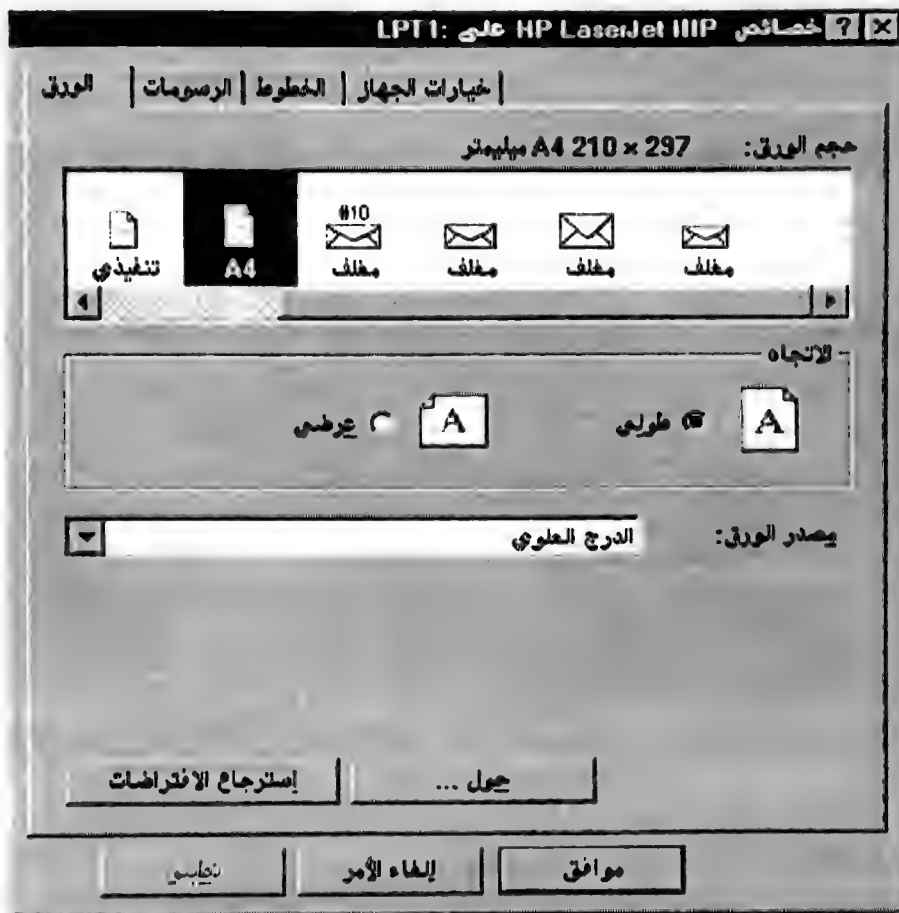 خصائص HP LaserJet IIIP على LPT1:
الورق الرسومات الخطوط خيارات الجهاز
حجم الورق: A4 210 × 297 ميليمتر
#10
تنفيذي A4 مغلف مغلف مغلف مغلف
الاتجاه
A طولي A عرضي
مصدر الورق: الدرج العلوي
حول ... إسترجاع الافتراضات
موافق إلغاء الأمر تطبيق